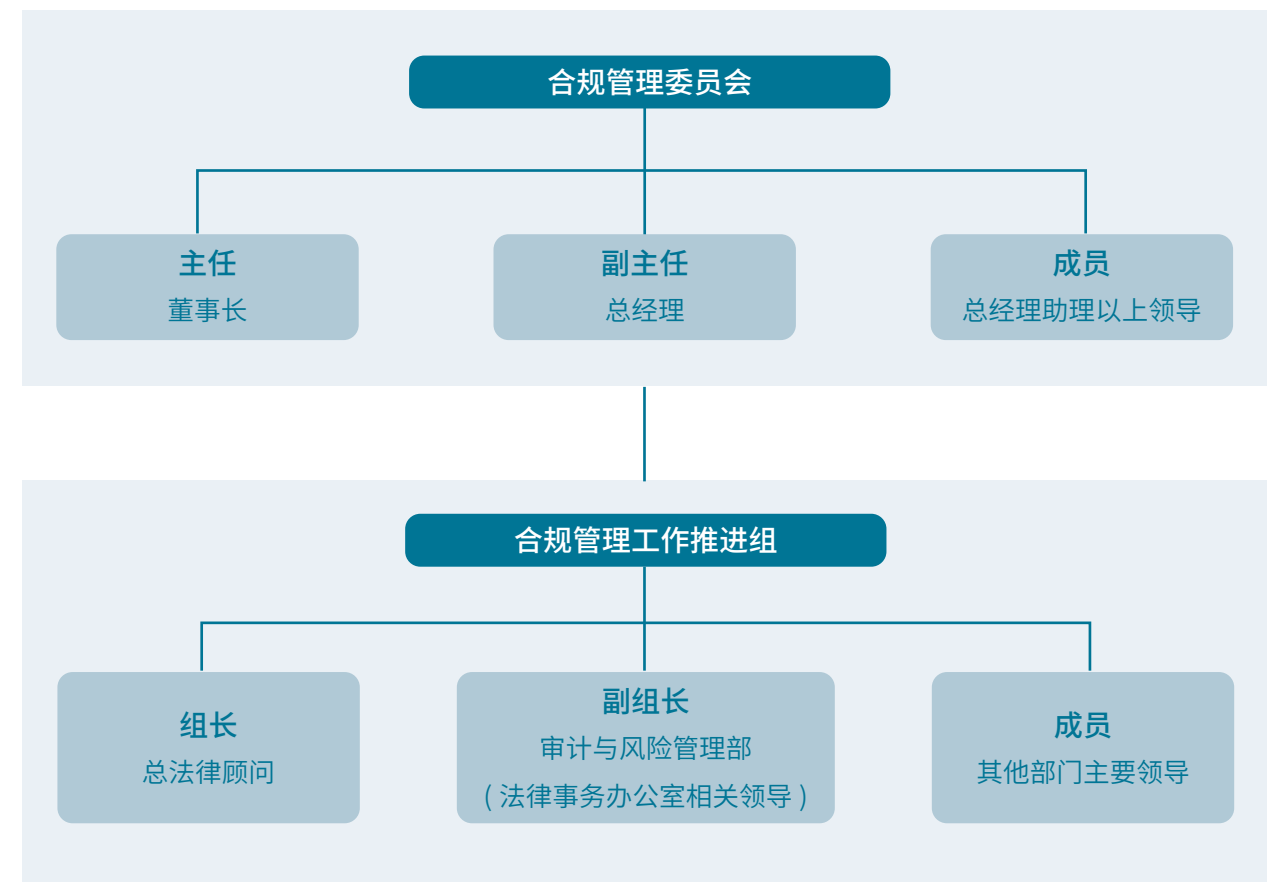 合规管理委员会
主任
董事长
副主任
总经理
成员
总经理助理以上领导
合规管理工作推进组
组长
总法律顾问
副组长
审计与风险管理部
( 法律事务办公室相关领导 )
成员
其他部门主要领导